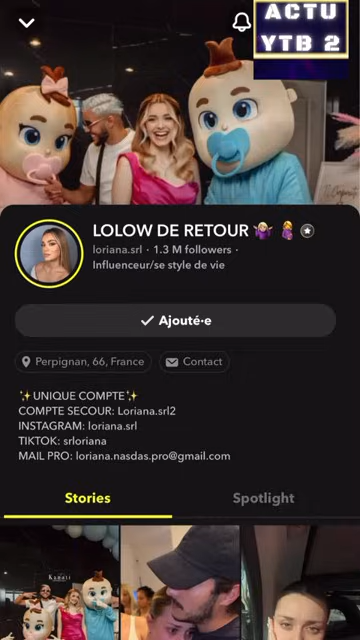 ACTU
YTB 2
LOLOW DE RETOUR
loriana.srl · 1.3 M followers ·
Influenceur/se style de vie
Ajouté·e
Perpignan, 66, France
Contact
✨UNIQUE COMPTE✨
COMPTE SECOUR: Loriana.srl2
INSTAGRAM: loriana.srl
TIKTOK: srloriana
MAIL PRO: loriana.nasdas.pro@gmail.com
Stories
Spotlight